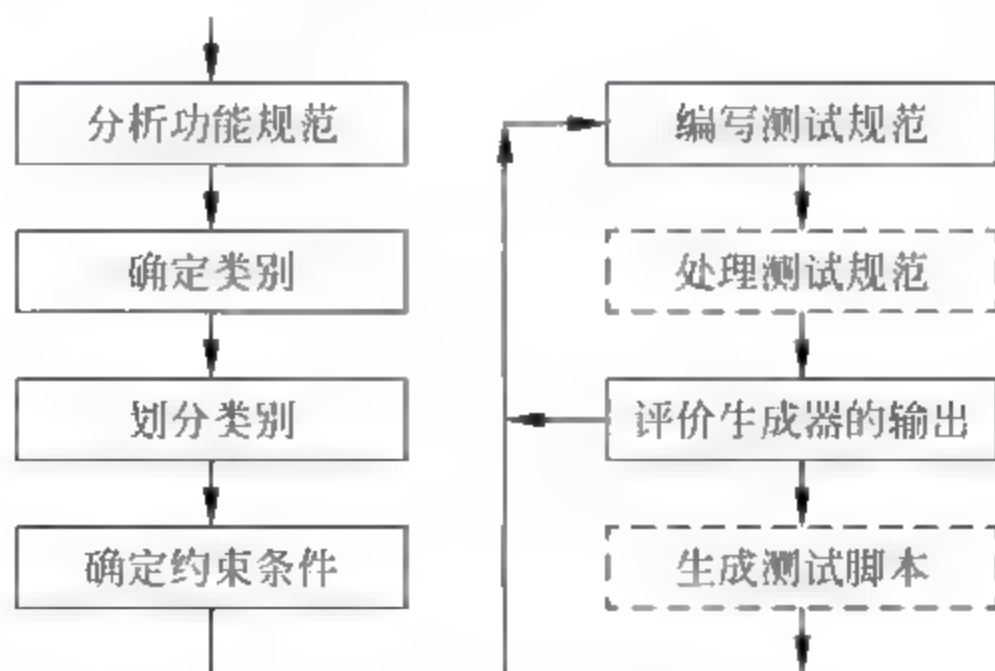 分析功能规范
确定类别
划分类别
确定约束条件
编写测试规范
处理测试规范
评价生成器的输出
生成测试脚本